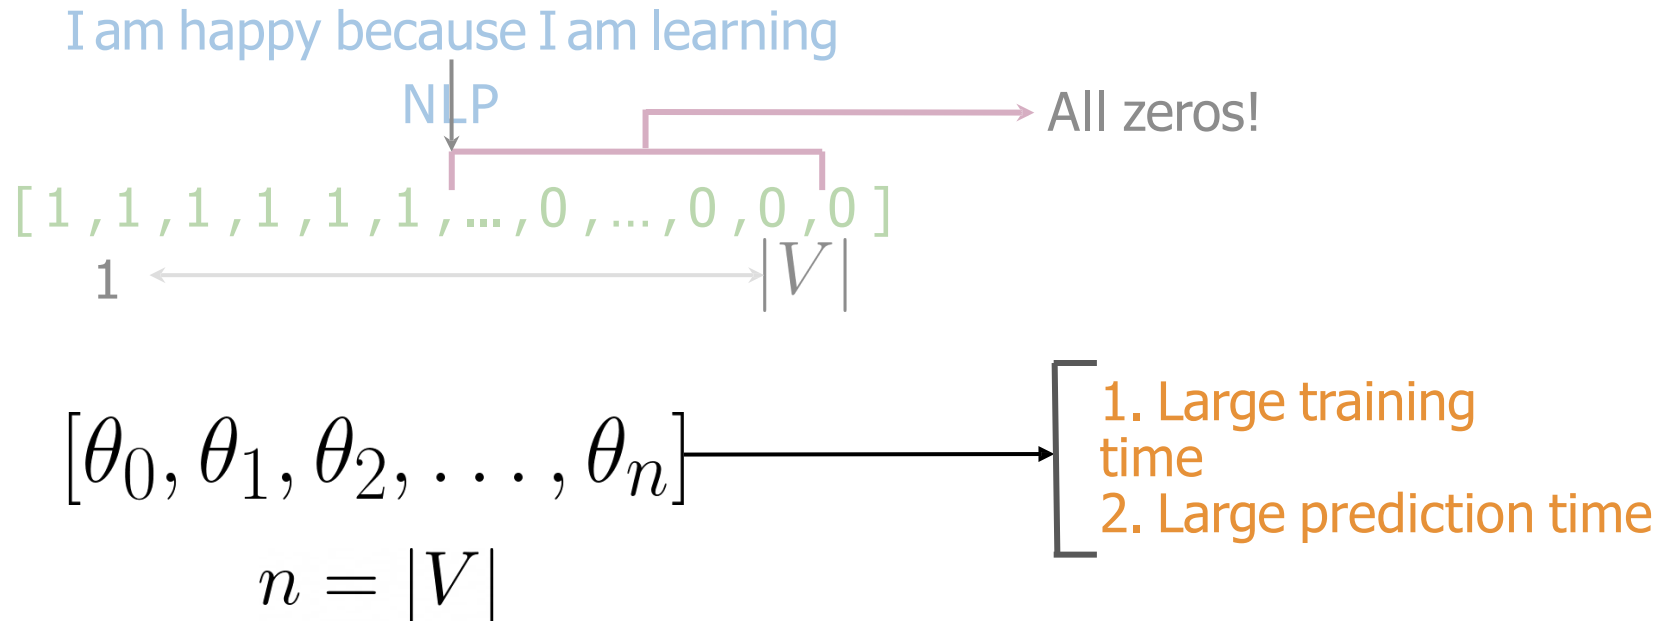 I am happy because I am learning
NLP
All zeros!
[1,1,1,1,1,1,…,0,…,0,0,0]
1 |V|
[θ₀, θ₁, θ₂, . . . , θₙ]
1. Large training
time
2. Large prediction time
n = |V|